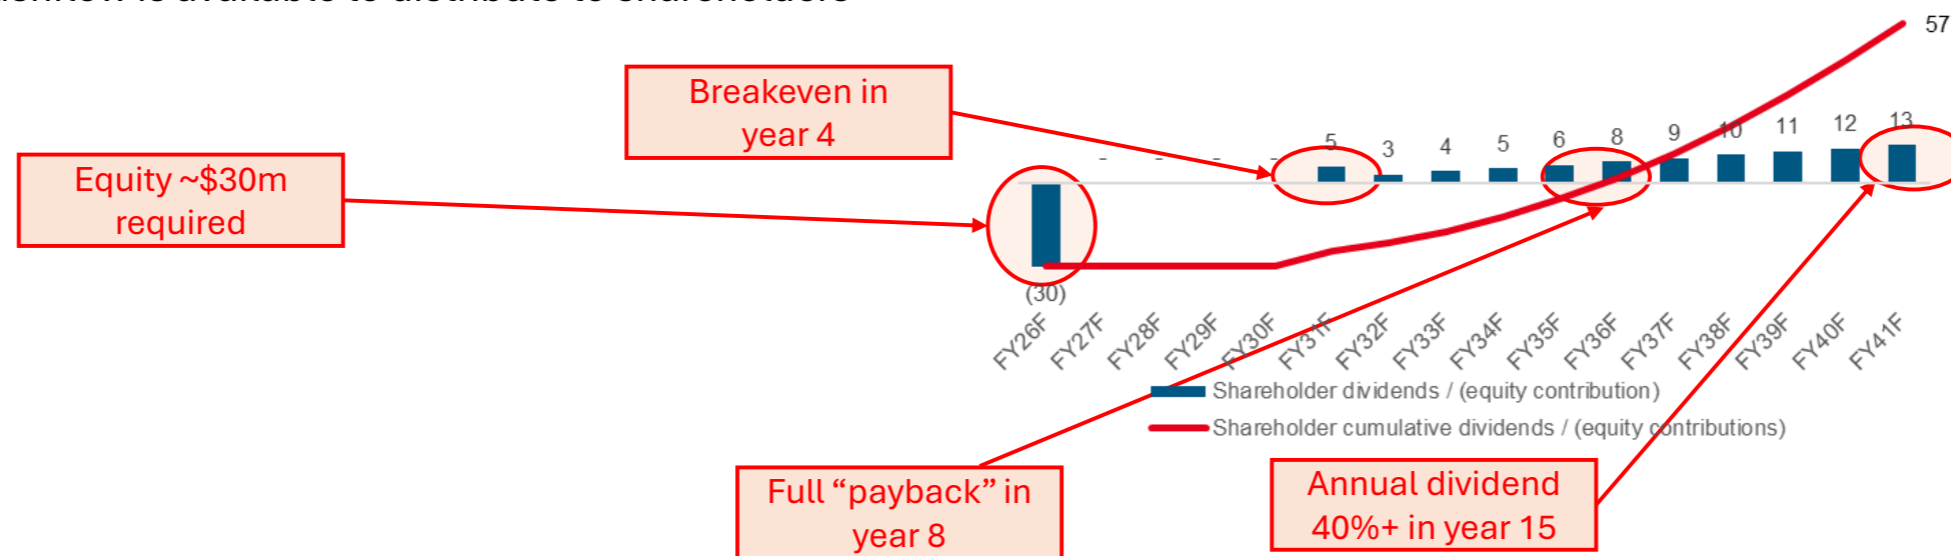 57
Breakeven in
year 4
Equity ~$30m
required
- - - - 5 3 4 5 6 8 9 10 11 12 13
(30)
FY26F FY27F FY28F FY29F FY30F FY31F FY32F FY33F FY34F FY35F FY36F FY37F FY38F FY39F FY40F FY41F
Shareholder dividends / (equity contribution)
Shareholder cumulative dividends / (equity contributions)
Full “payback” in
year 8
Annual dividend
40%+ in year 15